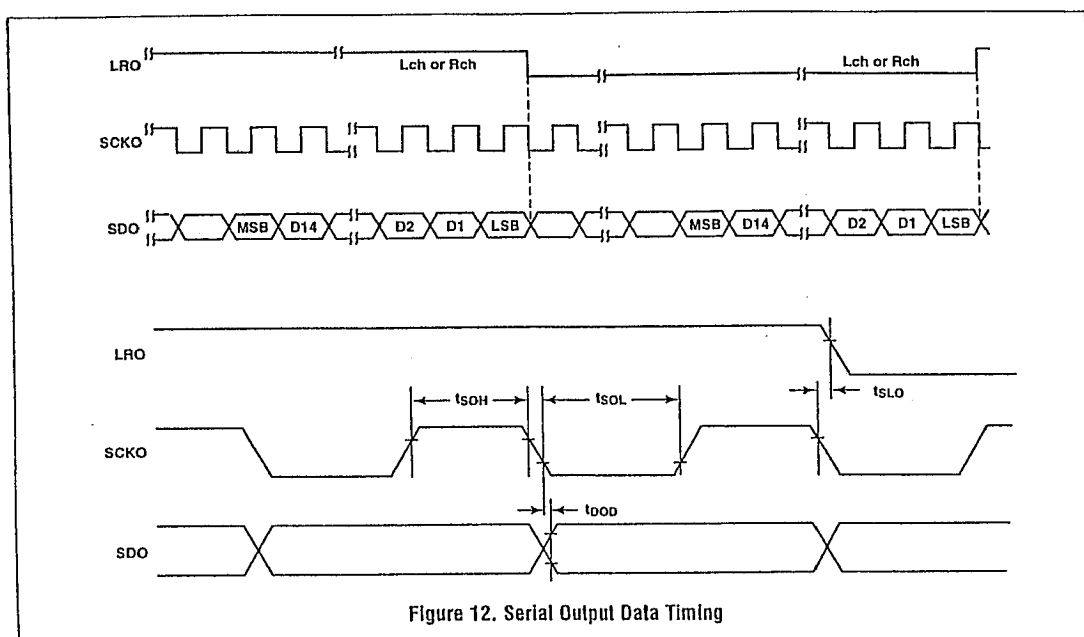 LRO Lch or Rch Lch or Rch
SCKO
SDO MSB D14 D2 D1 LSB MSB D14 D2 D1 LSB
LRO
tSLO
tSOH tSOL
SCKO
tDOD
SDO
Figure 12. Serial Output Data Timing